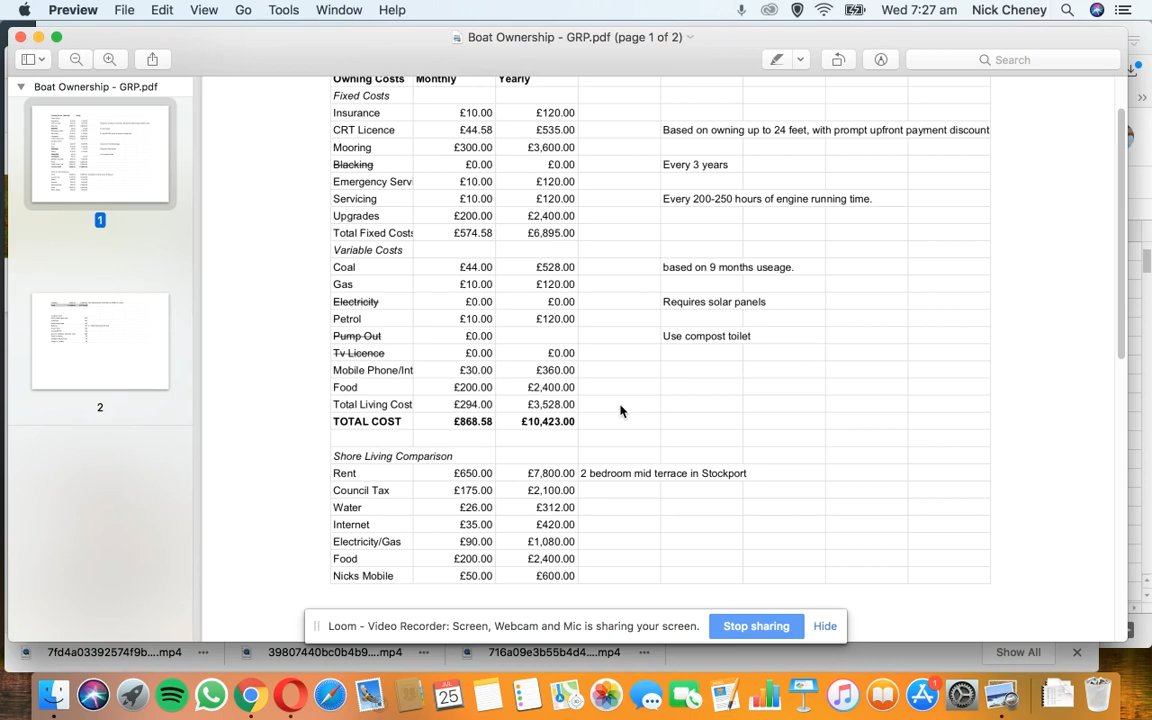 Preview File Edit View Go Tools Window Help Wed 7:27 am Nick Cheney
Boat Ownership - GRP.pdf (page 1 of 2)
Search
Boat Ownership - GRP.pdf
1
2
Owning Costs Monthly Yearly
Fixed Costs
Insurance £10.00 £120.00
CRT Licence £44.58 £535.00 Based on owning up to 24 feet, with prompt upfront payment discount
Mooring £300.00 £3,600.00
Blacking £0.00 £0.00 Every 3 years
Emergency Serv £10.00 £120.00
Servicing £10.00 £120.00 Every 200-250 hours of engine running time.
Upgrades £200.00 £2,400.00
Total Fixed Costs £574.58 £6,895.00
Variable Costs
Coal £44.00 £528.00 based on 9 months useage.
Gas £10.00 £120.00
Electricity £0.00 £0.00 Requires solar panels
Petrol £10.00 £120.00
Pump Out £0.00 Use compost toilet
Tv Licence £0.00 £0.00
Mobile Phone/Int £30.00 £360.00
Food £200.00 £2,400.00
Total Living Cost £294.00 £3,528.00
TOTAL COST £868.58 £10,423.00
Shore Living Comparison
Rent £650.00 £7,800.00 2 bedroom mid terrace in Stockport
Council Tax £175.00 £2,100.00
Water £26.00 £312.00
Internet £35.00 £420.00
Electricity/Gas £90.00 £1,080.00
Food £200.00 £2,400.00
Nicks Mobile £50.00 £600.00
Loom - Video Recorder: Screen, Webcam and Mic is sharing your screen. Stop sharing Hide
7fd4a03392574f9b....mp4 39807440bc0b4b9....mp4 716a09e3b55b4d4....mp4 Show All
APR
25
1